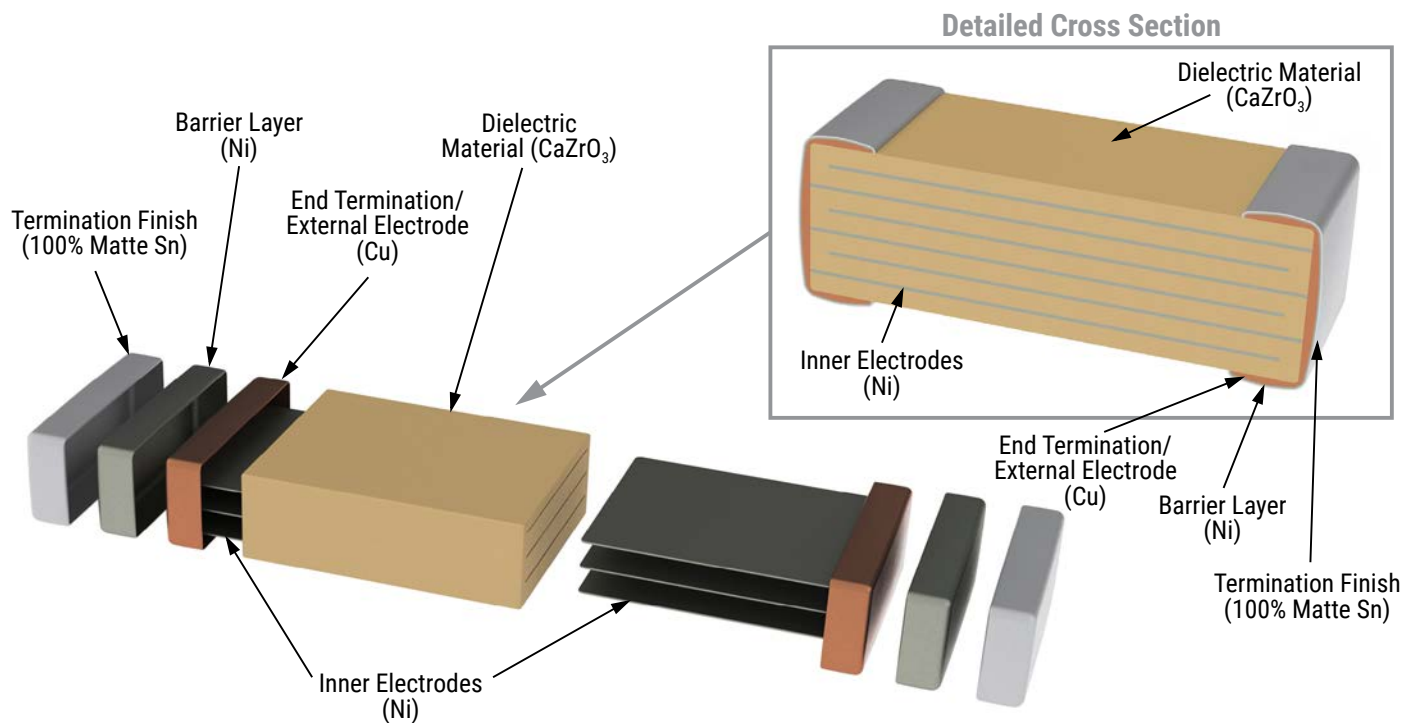 Detailed Cross Section
Dielectric Material
(CaZrO₃)
Barrier Layer
(Ni)
Dielectric
Material (CaZrO₃)
End Termination/
External Electrode
(Cu)
Termination Finish
(100% Matte Sn)
Inner Electrodes
(Ni)
End Termination/
External Electrode
(Cu)
Barrier Layer
(Ni)
Termination Finish
(100% Matte Sn)
Inner Electrodes
(Ni)